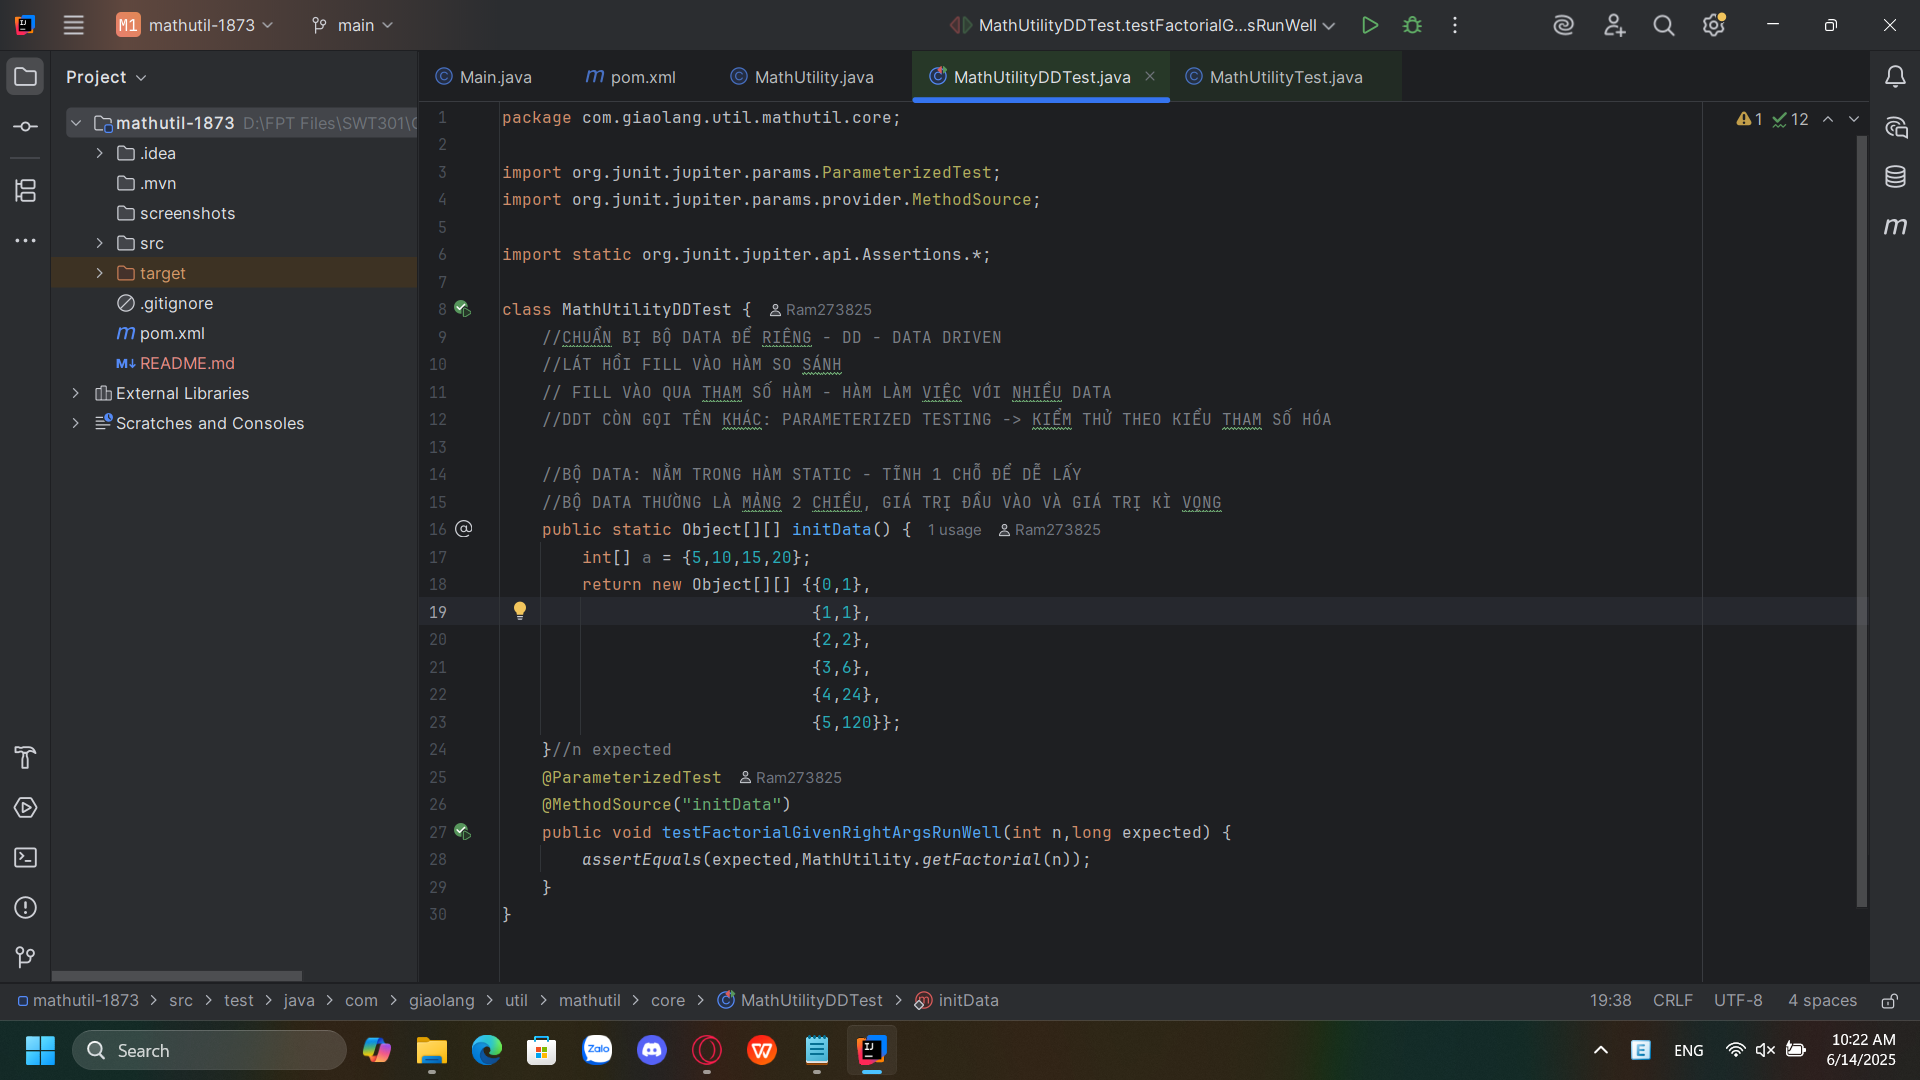 M1 mathutil-1873 main MathUtilityDDTest.testFactorialG...sRunWell
Project
Main.java pom.xml MathUtility.java MathUtilityDDTest.java MathUtilityTest.java
mathutil-1873 D:\FPT Files\SWT301\
.idea
.mvn
screenshots
src
target
.gitignore
pom.xml
README.md
External Libraries
Scratches and Consoles
1 12
1 package com.giaolang.util.mathutil.core;
2
3 import org.junit.jupiter.params.ParameterizedTest;
4 import org.junit.jupiter.params.provider.MethodSource;
5
6 import static org.junit.jupiter.api.Assertions.*;
7
8 class MathUtilityDDTest { Ram273825
9 //CHUẨN BỊ BỘ DATA ĐỂ RIÊNG - DD - DATA DRIVEN
10 //LÁT HỒI FILL VÀO HÀM SO SÁNH
11 // FILL VÀO QUA THAM SỐ HÀM - HÀM LÀM VIỆC VỚI NHIỀU DATA
12 //DDT CÒN GỌI TÊN KHÁC: PARAMETERIZED TESTING -> KIỂM THỬ THEO KIỂU THAM SỐ HÓA
13
14 //BỘ DATA: NẰM TRONG HÀM STATIC - TĨNH 1 CHỖ ĐỂ DỄ LẤY
15 //BỘ DATA THƯỜNG LÀ MẢNG 2 CHIỀU, GIÁ TRỊ ĐẦU VÀO VÀ GIÁ TRỊ KÌ VỌNG
16 public static Object[][] initData() { 1 usage Ram273825
17 int[] a = {5,10,15,20};
18 return new Object[][] {{0,1},
19 {1,1},
20 {2,2},
21 {3,6},
22 {4,24},
23 {5,120}};
24 }//n expected
25 @ParameterizedTest Ram273825
26 @MethodSource("initData")
27 public void testFactorialGivenRightArgsRunWell(int n,long expected) {
28 assertEquals(expected,MathUtility.getFactorial(n));
29 }
30 }
mathutil-1873 > src > test > java > com > giaolang > util > mathutil > core > MathUtilityDDTest > initData
19:38 CRLF UTF-8 4 spaces
Search
Zalo
ENG
10:22 AM
6/14/2025